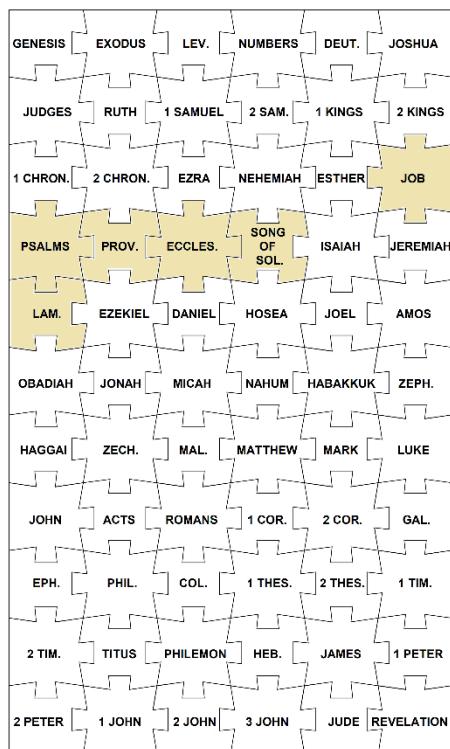 GENESIS EXODUS LEV. NUMBERS DEUT. JOSHUA
JUDGES RUTH 1 SAMUEL 2 SAM. 1 KINGS 2 KINGS
1 CHRON. 2 CHRON. EZRA NEHEMIAH ESTHER JOB
PSALMS PROV. ECCLES. SONG OF SOL. ISAIAH JEREMIAH
LAM. EZEKIEL DANIEL HOSEA JOEL AMOS
OBADIAH JONAH MICAH NAHUM HABAKKUK ZEPH.
HAGGAI ZECH. MAL. MATTHEW MARK LUKE
JOHN ACTS ROMANS 1 COR. 2 COR. GAL.
EPH. PHIL. COL. 1 THES. 2 THES. 1 TIM.
2 TIM. TITUS PHILEMON HEB. JAMES 1 PETER
2 PETER 1 JOHN 2 JOHN 3 JOHN JUDE REVELATION